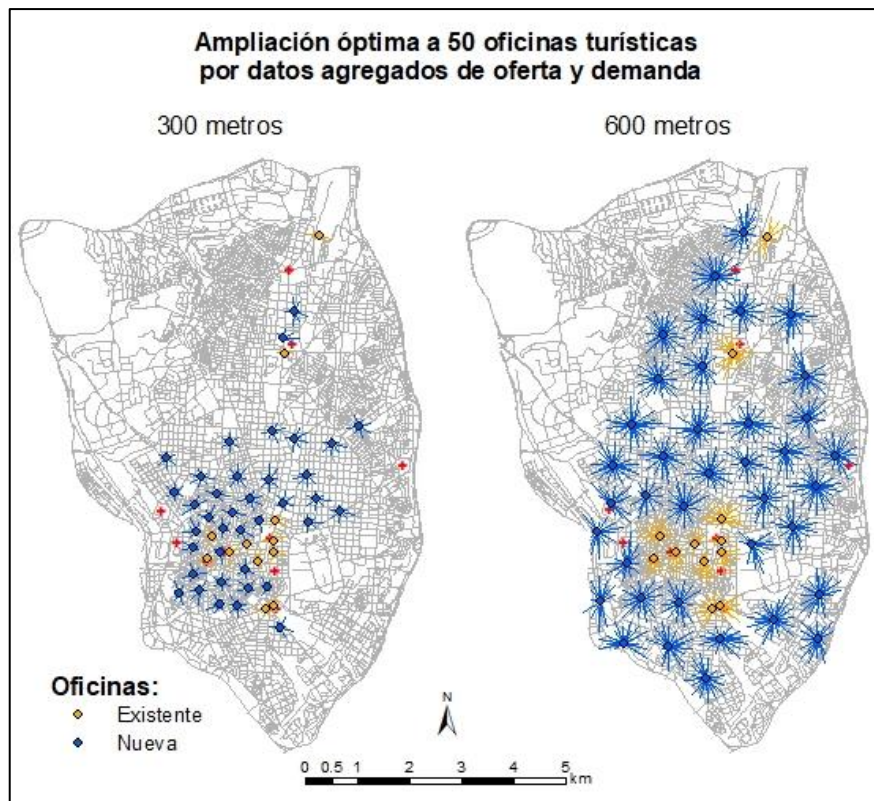 Ampliación óptima a 50 oficinas turísticas
por datos agregados de oferta y demanda
300 metros
600 metros
Oficinas:
Existente
Nueva
N
0 0.5 1 2 3 4 5
km